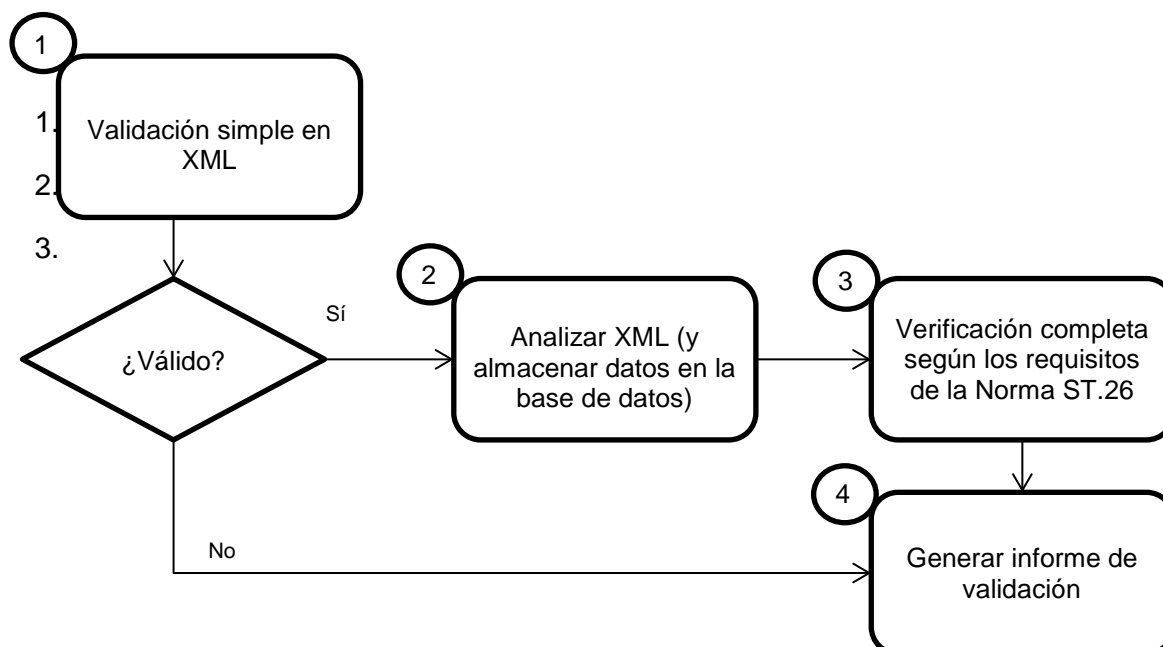 1
1.
Validación simple en
XML
2.
3.
¿Válido?
Sí
2
Analizar XML (y
almacenar datos en la
base de datos)
3
Verificación completa
según los requisitos
de la Norma ST.26
No
4
Generar informe de
validación